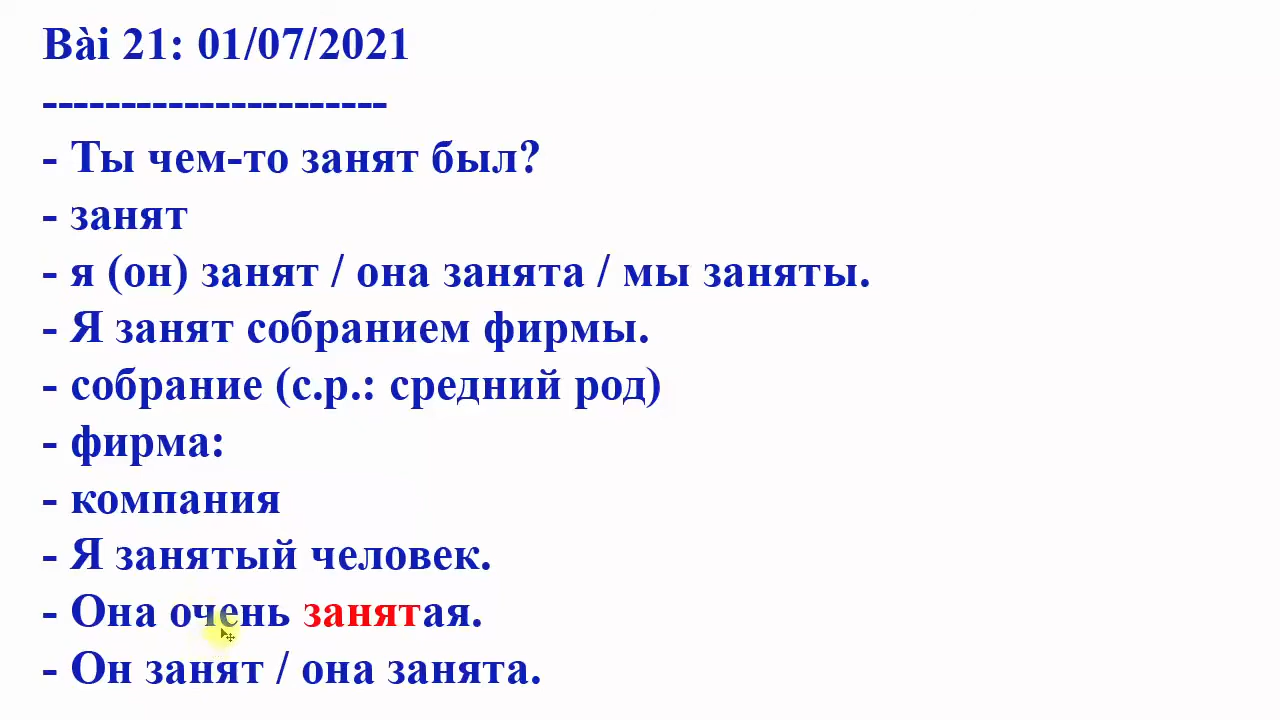 Bài 21: 01/07/2021
----------------------
- Ты чем-то занят был?
- занят
- я (он) занят / она занята / мы заняты.
- Я занят собранием фирмы.
- собрание (с.р.: средний род)
- фирма:
- компания
- Я занятый человек.
- Она очень занятая.
- Он занят / она занята.